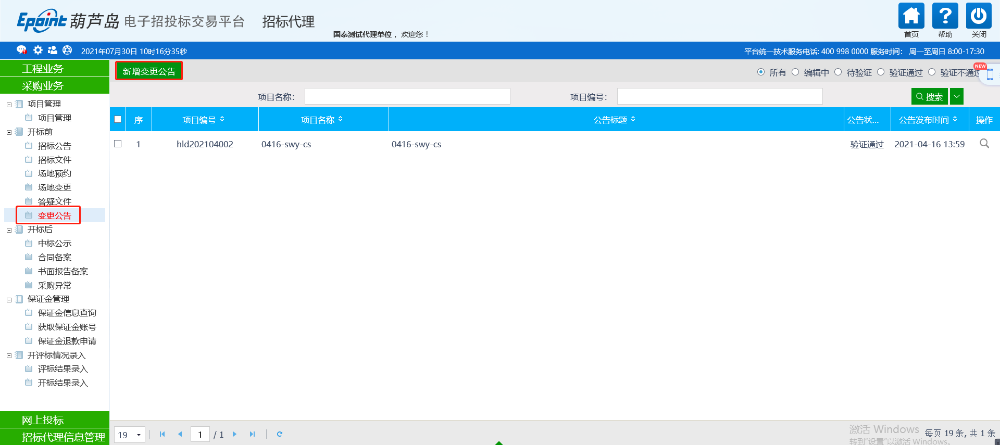 Epoint 葫芦岛 电子招投标交易平台 招标代理
国泰测试代理单位 ，欢迎您！
首页 帮助 关闭
2021年07月30日 10时16分35秒
平台统一技术服务电话: 400 998 0000 服务时间： 周一至周日 8:00-17:30
工程业务
采购业务
项目管理
项目管理
开标前
招标公告
招标文件
场地预约
场地变更
答疑文件
变更公告
开标后
中标公示
合同备案
书面报告备案
采购异常
保证金管理
保证金信息查询
获取保证金账号
保证金退款申请
开评标情况录入
评标结果录入
开标结果录入
网上投标
招标代理信息管理
新增变更公告
所有 编辑中 待验证 验证通过 验证不通过
NEW
项目名称： 项目编号： 搜索
序 项目编号 项目名称 公告标题 公告状... 公告发布时间 操作
1 hld202104002 0416-swy-cs 0416-swy-cs 验证通过 2021-04-16 13:59
19 1 / 1
每页 19 条, 共 1 条
激活 Windows
转到"设置"以激活 Windows。